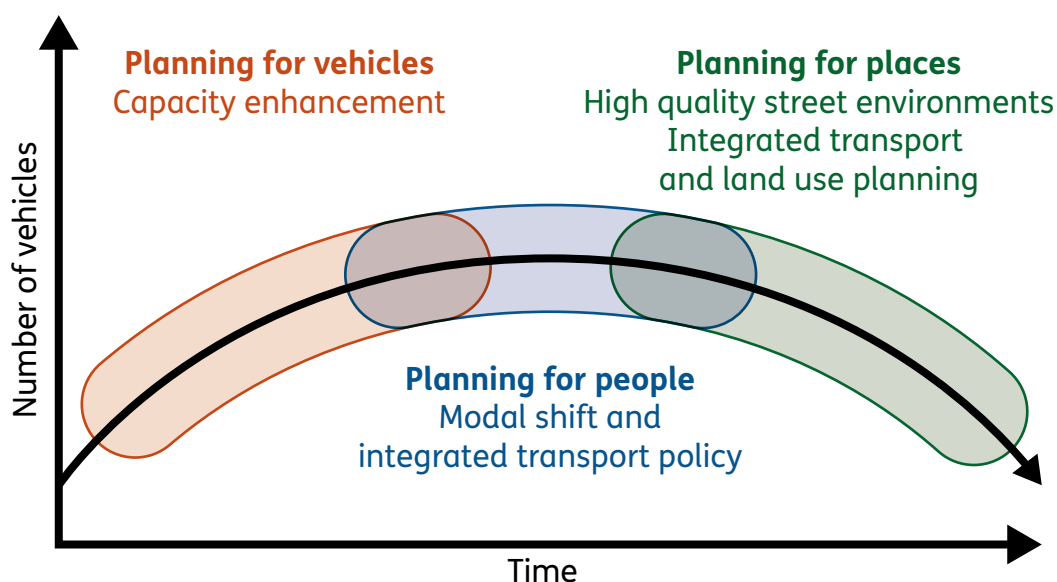 Planning for vehicles
Capacity enhancement
Planning for places
High quality street environments
Integrated transport
and land use planning
Number of vehicles
Planning for people
Modal shift and
integrated transport policy
Time